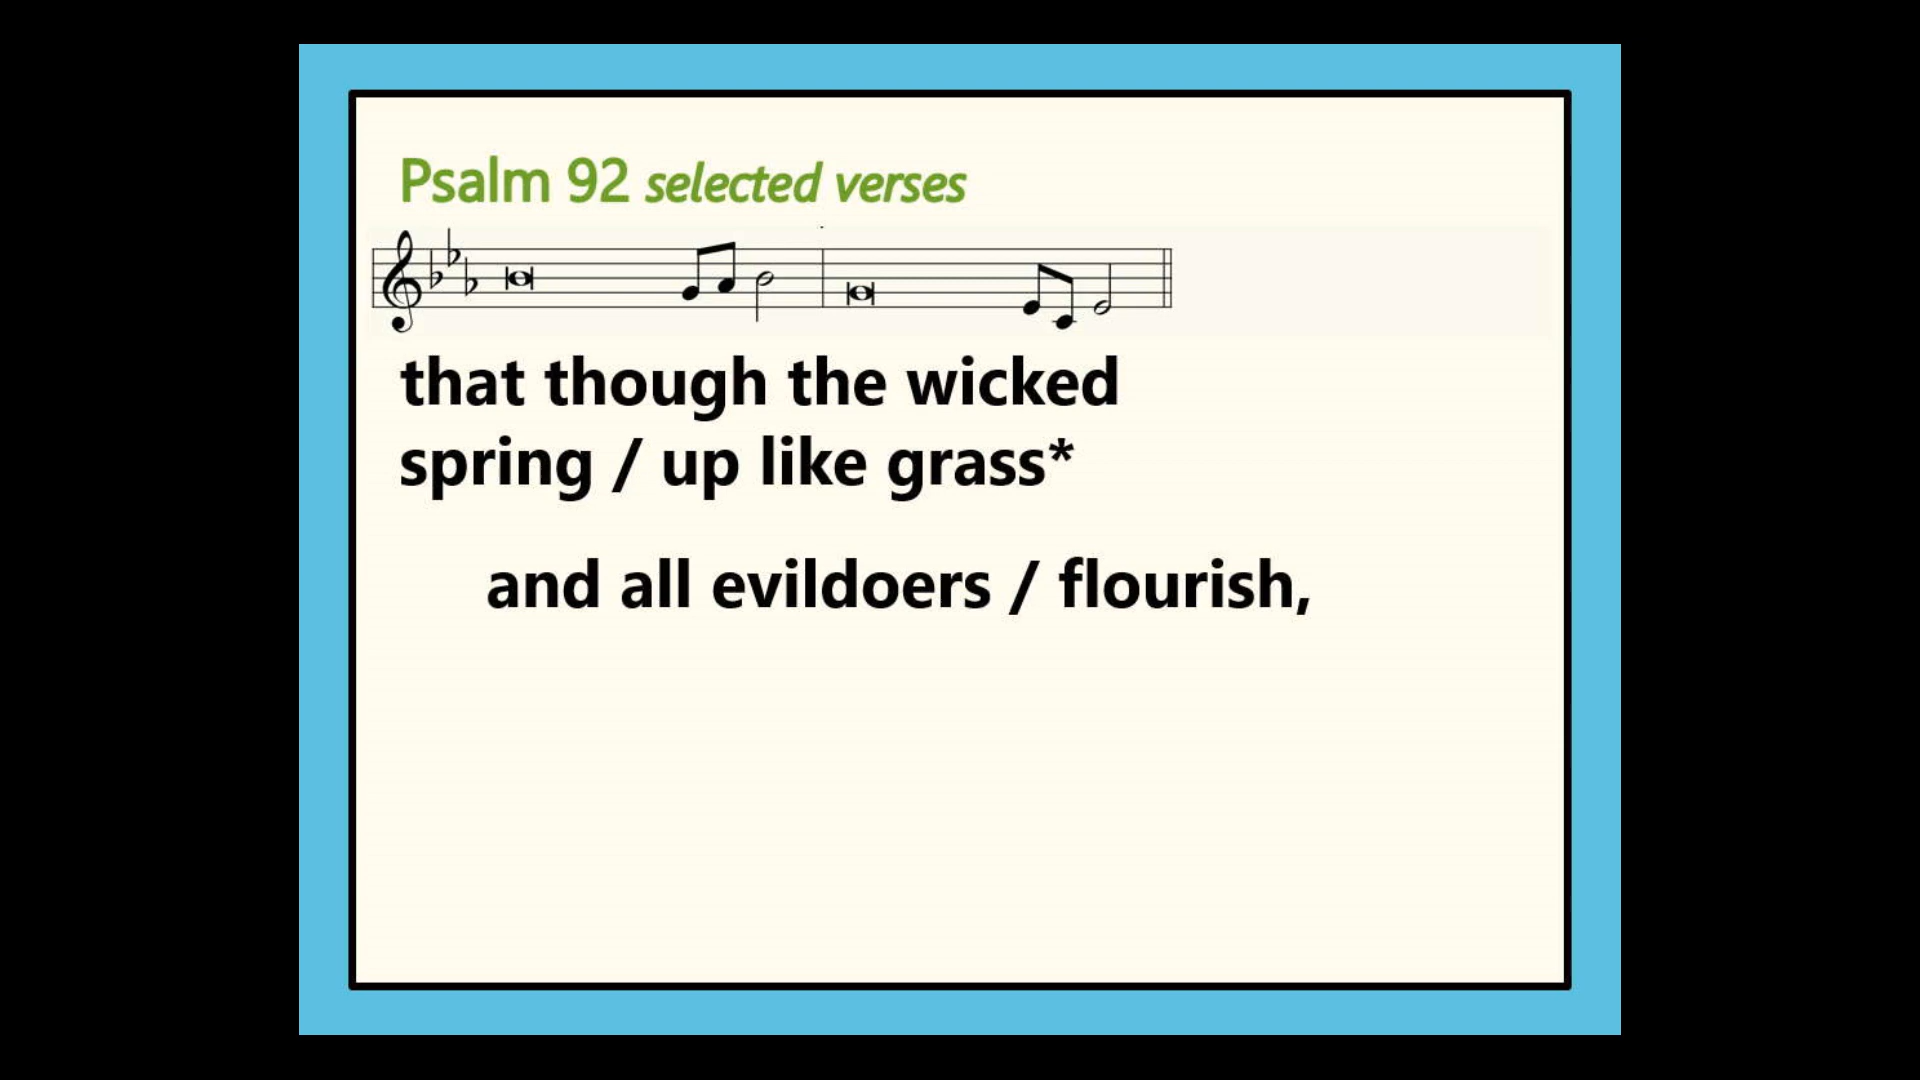 Psalm 92 selected verses
that though the wicked
spring / up like grass*
and all evildoers / flourish,